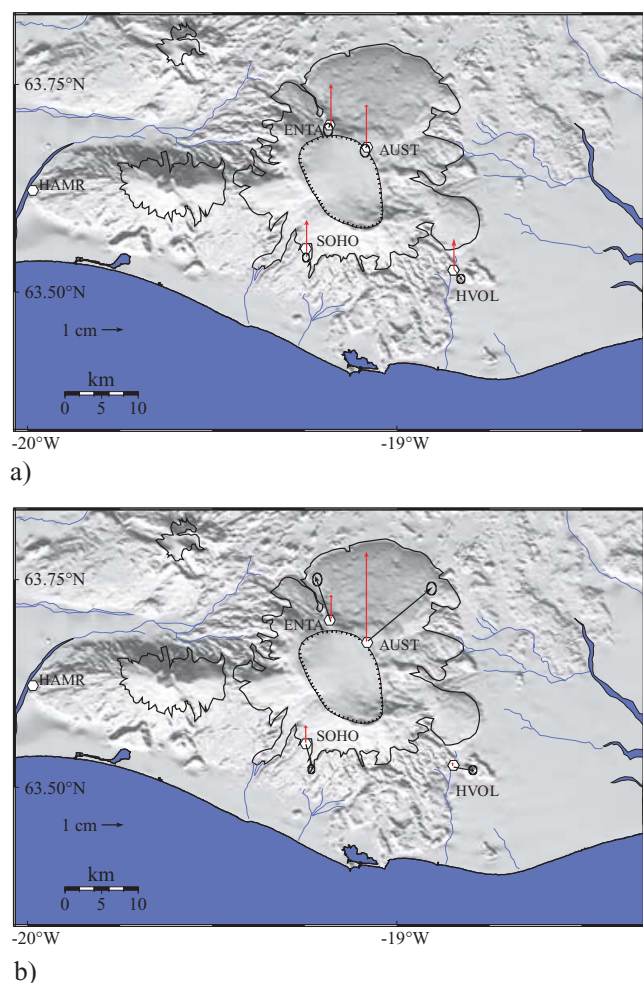 63.75°N
ENTA
AUST
HAMR
SOHO
63.50°N
HVOL
1 cm
km
0 5 10
-20°W -19°W
a)
63.75°N
ENTA
AUST
HAMR
SOHO
63.50°N
HVOL
1 cm
km
0 5 10
-20°W -19°W
b)